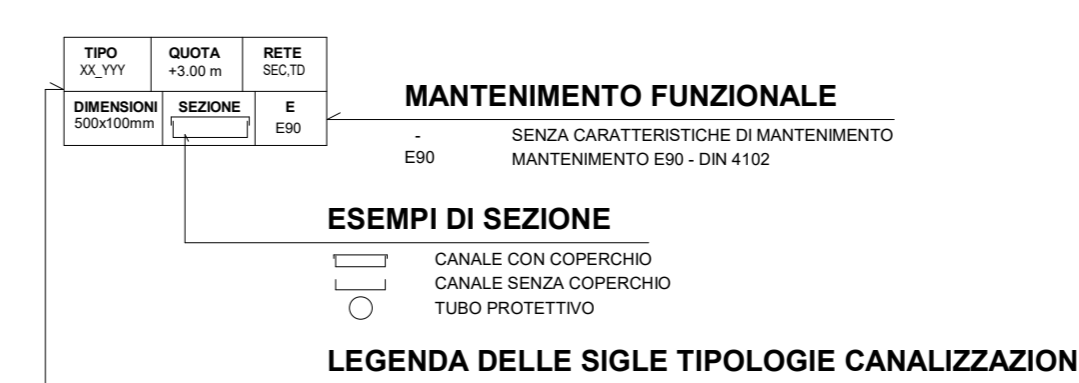 TIPO QUOTA RETE
XX_YYY +3.00 m SEC,TD
DIMENSIONI SEZIONE E
500x100mm E90
MANTENIMENTO FUNZIONALE
- SENZA CARATTERISTICHE DI MANTENIMENTO
E90 MANTENIMENTO E90 - DIN 4102
ESEMPI DI SEZIONE
CANALE CON COPERCHIO
CANALE SENZA COPERCHIO
TUBO PROTETTIVO
LEGENDA DELLE SIGLE TIPOLOGIE CANALIZZAZION